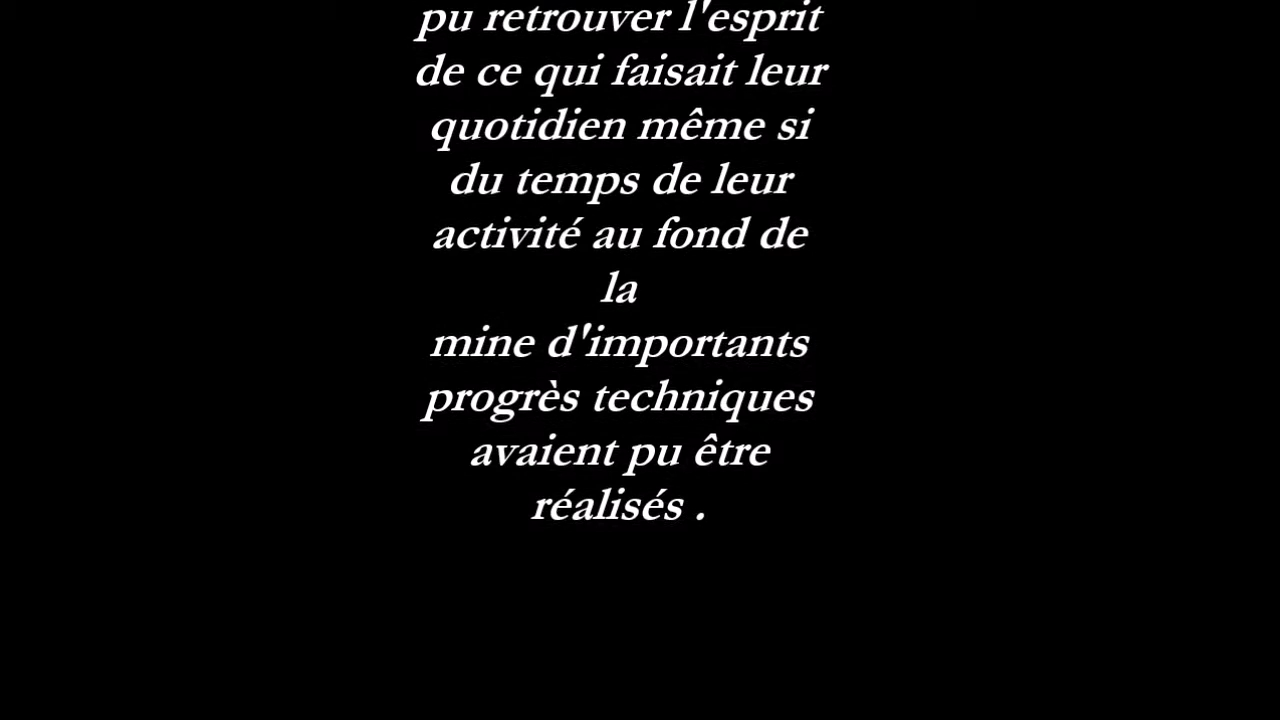 pu retrouver l'esprit
de ce qui faisait leur
quotidien même si
du temps de leur
activité au fond de
la
mine d'importants
progrès techniques
avaient pu être
réalisés .